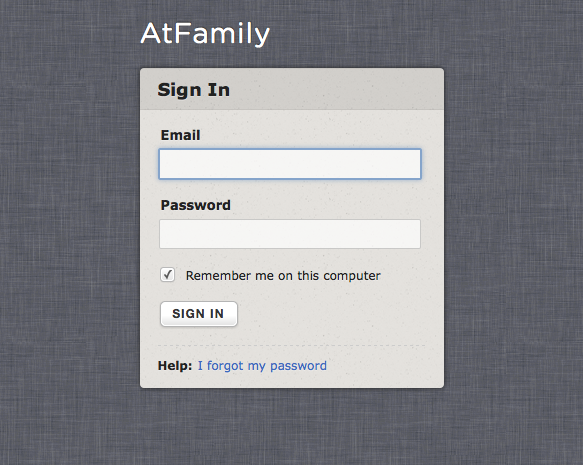 AtFamily
Sign In
Email
Password
Remember me on this computer
SIGN IN
Help: I forgot my password